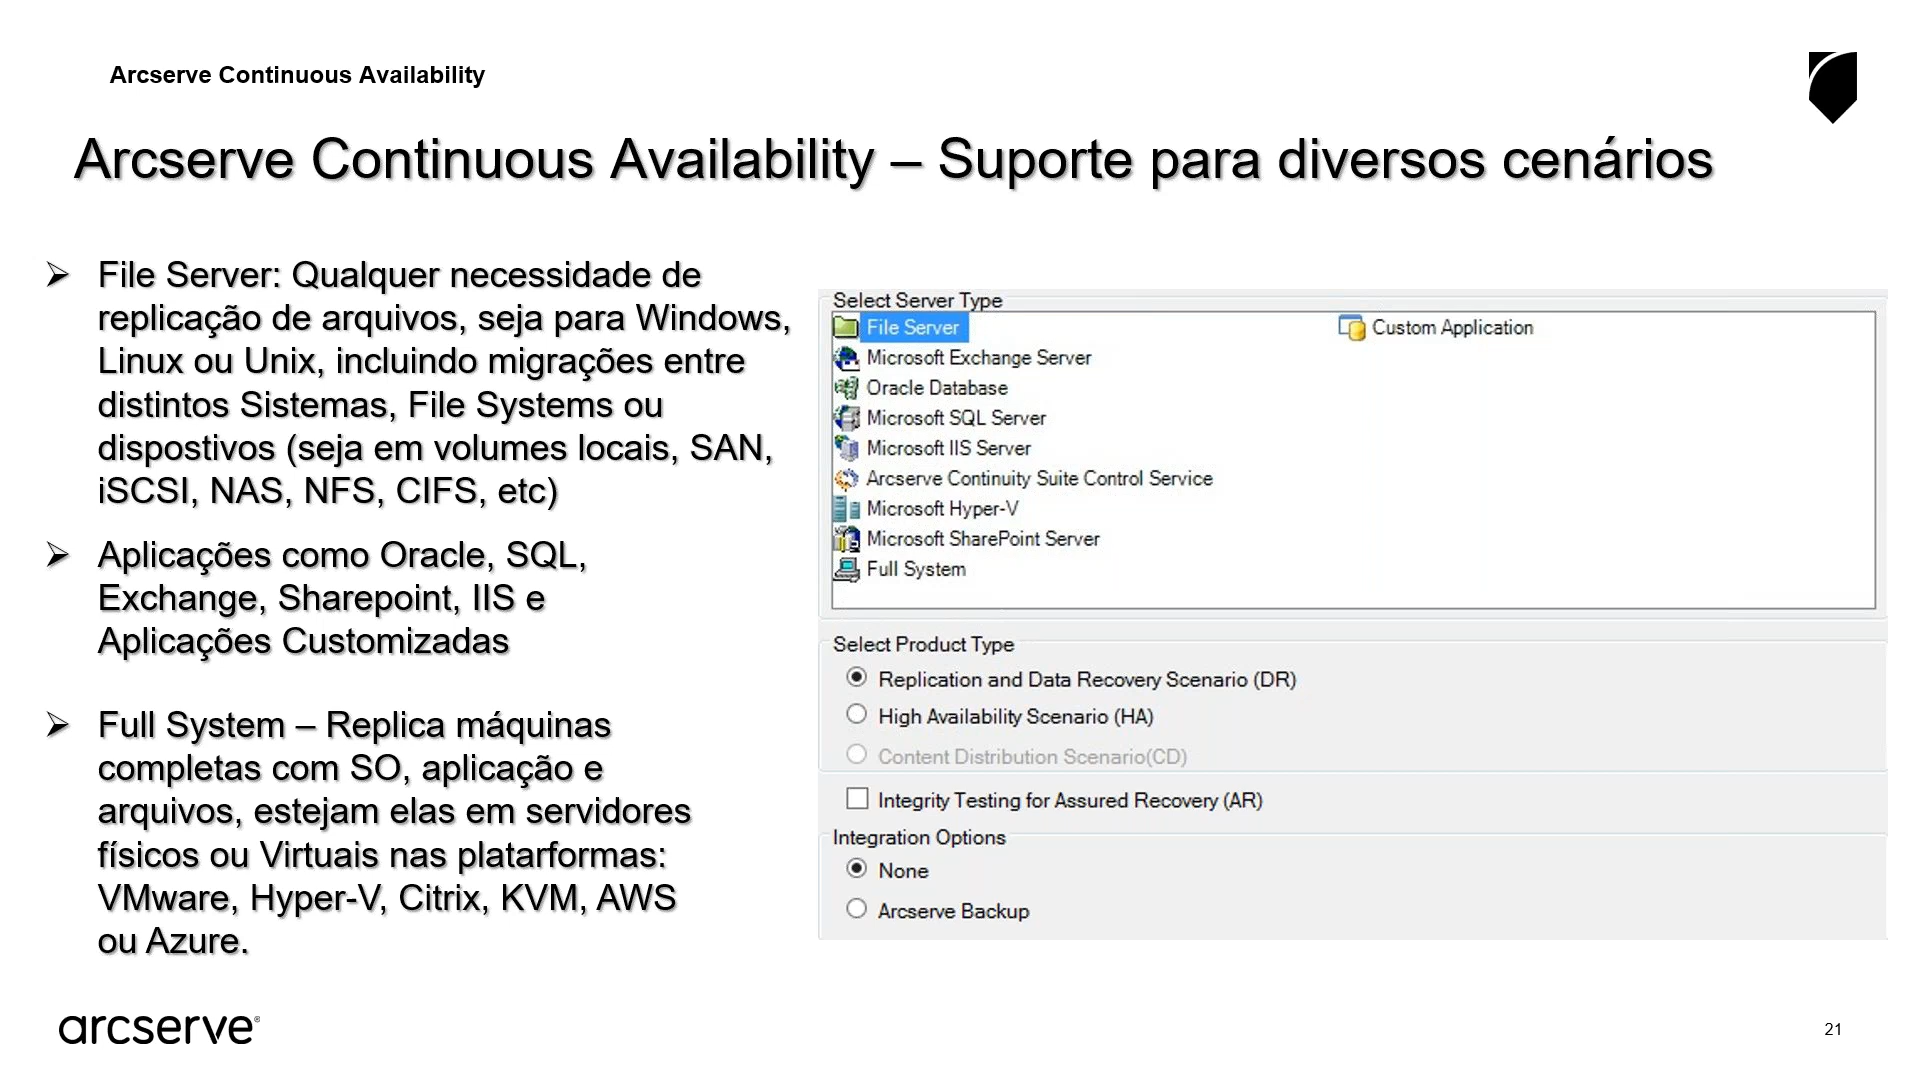 Arcserve Continuous Availability
Arcserve Continuous Availability – Suporte para diversos cenários
File Server: Qualquer necessidade de
replicação de arquivos, seja para Windows,
Linux ou Unix, incluindo migrações entre
distintos Sistemas, File Systems ou
dispostivos (seja em volumes locais, SAN,
iSCSI, NAS, NFS, CIFS, etc)
Aplicações como Oracle, SQL,
Exchange, Sharepoint, IIS e
Aplicações Customizadas
Full System – Replica máquinas
completas com SO, aplicação e
arquivos, estejam elas em servidores
físicos ou Virtuais nas platarformas:
VMware, Hyper-V, Citrix, KVM, AWS
ou Azure.
Select Server Type
File Server
Microsoft Exchange Server
Oracle Database
Microsoft SQL Server
Microsoft IIS Server
Arcserve Continuity Suite Control Service
Microsoft Hyper-V
Microsoft SharePoint Server
Full System
Custom Application
Select Product Type
Replication and Data Recovery Scenario (DR)
High Availability Scenario (HA)
Content Distribution Scenario(CD)
Integrity Testing for Assured Recovery (AR)
Integration Options
None
Arcserve Backup
arcserve®
21